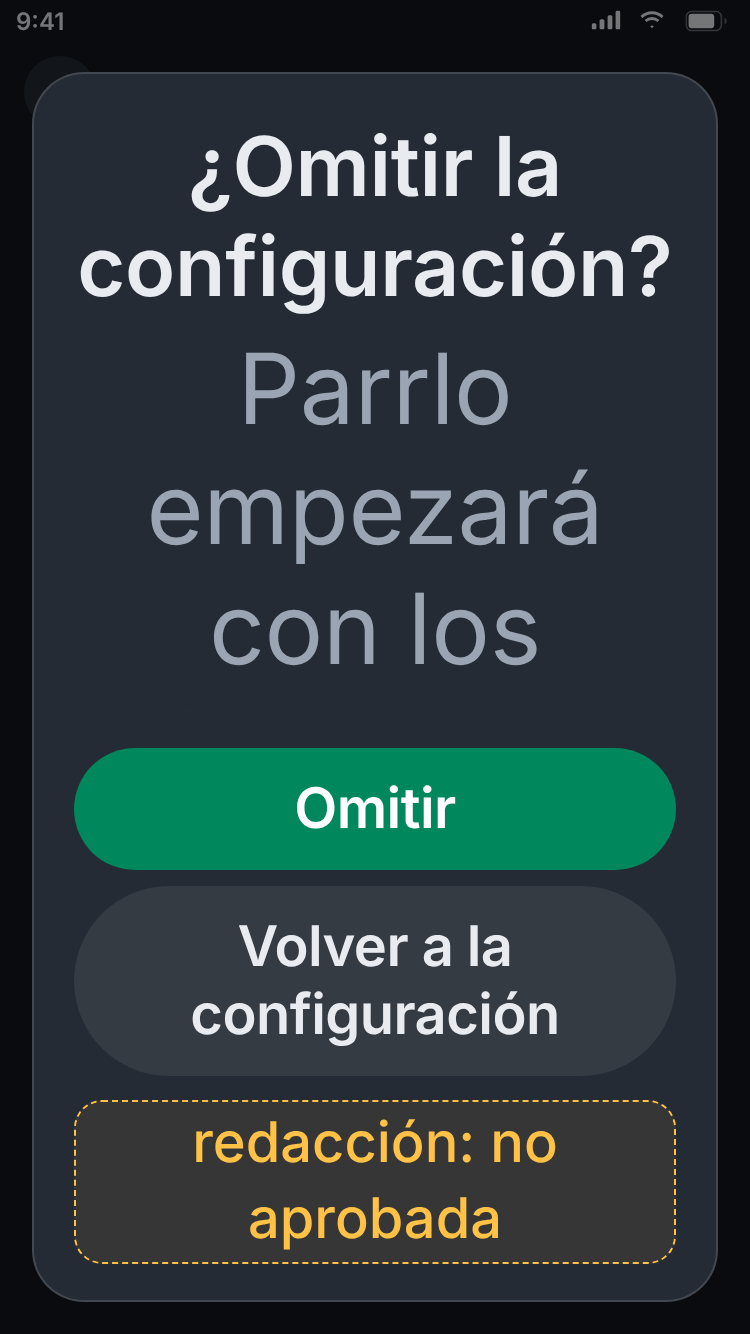 9:41
¿Omitir la
configuración?
Parrlo
empezará
con los
Omitir
Volver a la
configuración
redacción: no
aprobada